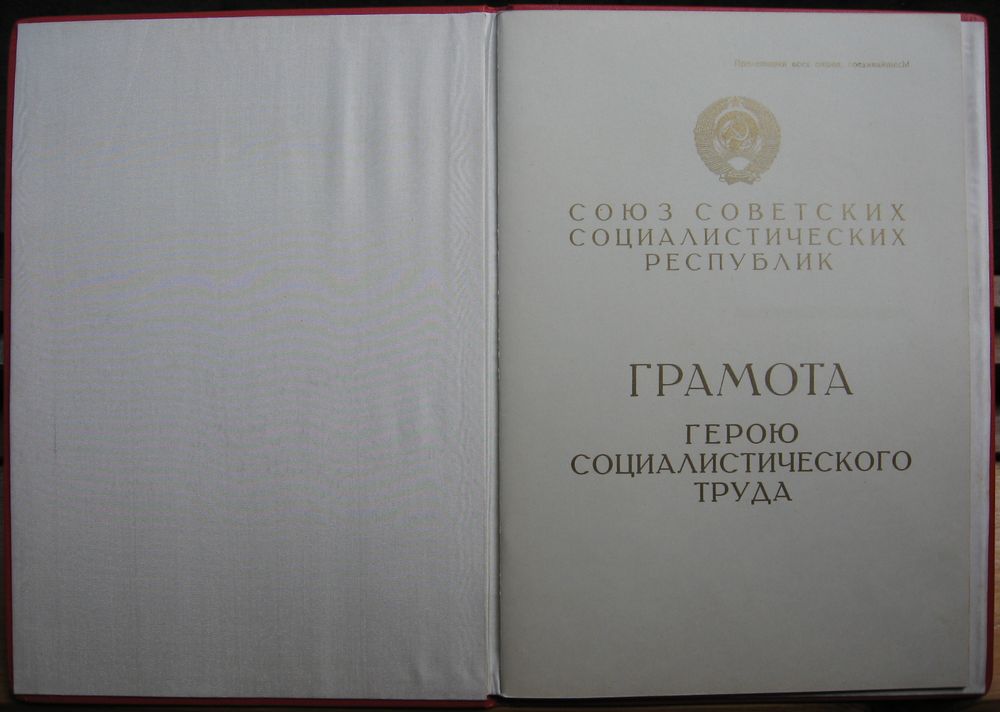 Пролетарии всех стран, соединяйтесь!
СОЮЗ СОВЕТСКИХ
СОЦИАЛИСТИЧЕСКИХ
РЕСПУБЛИК
ГРАМОТА
ГЕРОЮ
СОЦИАЛИСТИЧЕСКОГО
ТРУДА